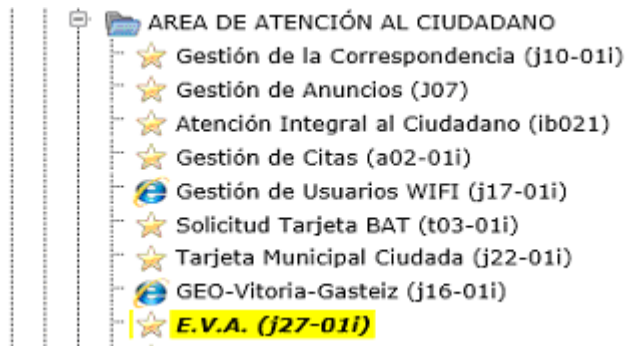 AREA DE ATENCIÓN AL CIUDADANO
Gestión de la Correspondencia (j10-01i)
Gestión de Anuncios (J07)
Atención Integral al Ciudadano (ib021)
Gestión de Citas (a02-01i)
Gestión de Usuarios WIFI (j17-01i)
Solicitud Tarjeta BAT (t03-01i)
Tarjeta Municipal Ciudada (j22-01i)
GEO-Vitoria-Gasteiz (j16-01i)
E.V.A. (j27-01i)